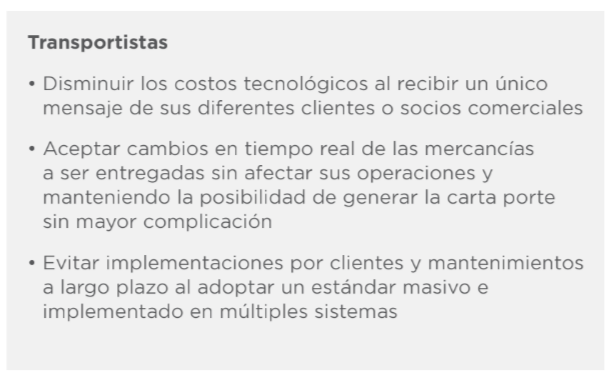 Transportistas
• Disminuir los costos tecnológicos al recibir un único
mensaje de sus diferentes clientes o socios comerciales
• Aceptar cambios en tiempo real de las mercancías
a ser entregadas sin afectar sus operaciones y
manteniendo la posibilidad de generar la carta porte
sin mayor complicación
• Evitar implementaciones por clientes y mantenimientos
a largo plazo al adoptar un estándar masivo e
implementado en múltiples sistemas